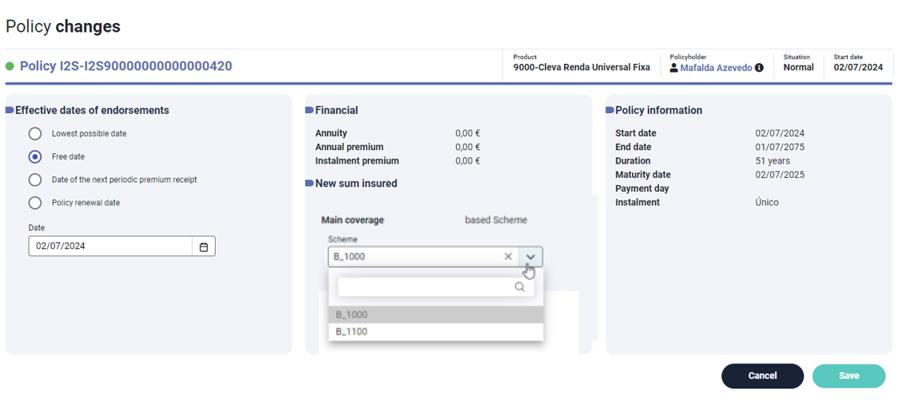 Policy changes
Policy I2S-I2S90000000000000420
Product
9000-Cleva Renda Universal Fixa
Policyholder
Mafalda Azevedo
Situation
Normal
Start date
02/07/2024
Effective dates of endorsements
Lowest possible date
Free date
Date of the next periodic premium receipt
Policy renewal date
Date
02/07/2024
Financial
Annuity 0,00 €
Annual premium 0,00 €
Instalment premium 0,00 €
New sum insured
Main coverage based Scheme
Scheme
B_1000
B_1000
B_1100
Policy information
Start date 02/07/2024
End date 01/07/2075
Duration 51 years
Maturity date 02/07/2025
Payment day
Instalment Único
Cancel
Save